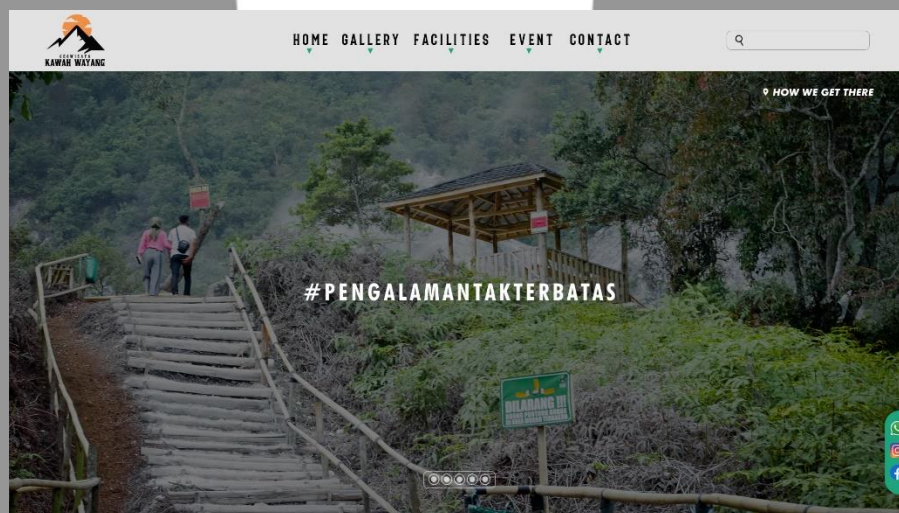 KAWAH WAYANG
HOME GALLERY FACILITIES EVENT CONTACT
HOW WE GET THERE
#PENGALAMANTAKTERBATAS
DILARANG !!!